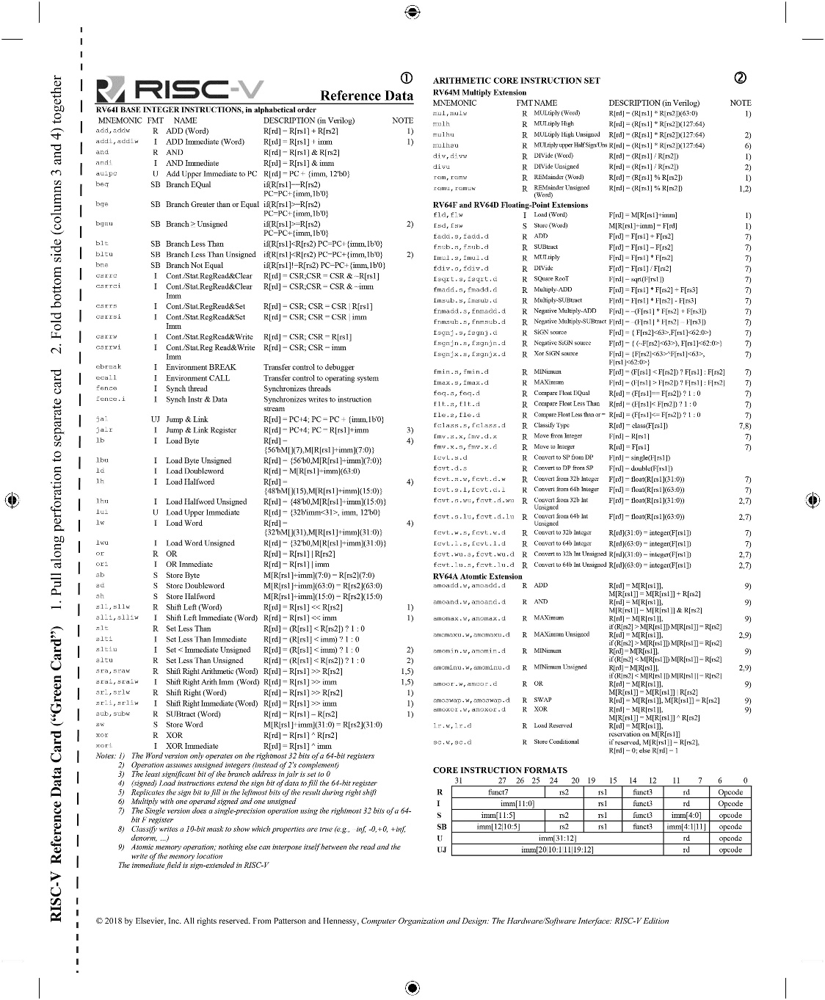 RISC-V Reference Data Card (“Green Card”) 1. Pull along perforation to separate card 2. Fold bottom side (columns 3 and 4) together
RISC-V ①
Reference Data
RV64I BASE INTEGER INSTRUCTIONS, in alphabetical order
MNEMONIC FMT NAME DESCRIPTION (in Verilog) NOTE
add,addw R ADD (Word) R[rd] = R[rs1] + R[rs2] 1)
addi,addiw I ADD Immediate (Word) R[rd] = R[rs1] + imm 1)
and R AND R[rd] = R[rs1] & R[rs2]
andi I AND Immediate R[rd] = R[rs1] & imm
auipc U Add Upper Immediate to PC R[rd] = PC + {imm, 12'b0}
beq SB Branch EQual if(R[rs1]==R[rs2)
PC=PC+{imm,1b'0}
bge SB Branch Greater than or Equal if(R[rs1]>=R[rs2)
PC=PC+{imm,1b'0}
bgeu SB Branch ≥ Unsigned if(R[rs1]>=R[rs2) 2)
PC=PC+{imm,1b'0}
blt SB Branch Less Than if(R[rs1]<R[rs2) PC=PC+{imm,1b'0}
bltu SB Branch Less Than Unsigned if(R[rs1]<R[rs2) PC=PC+{imm,1b'0} 2)
bne SB Branch Not Equal if(R[rs1]!=R[rs2) PC=PC+{imm,1b'0}
csrrc I Cont./Stat.RegRead&Clear R[rd] = CSR;CSR = CSR & ~R[rs1]
csrrci I Cont./Stat.RegRead&Clear R[rd] = CSR;CSR = CSR & ~imm
Imm
csrrs I Cont./Stat.RegRead&Set R[rd] = CSR; CSR = CSR | R[rs1]
csrrsi I Cont./Stat.RegRead&Set R[rd] = CSR; CSR = CSR | imm
Imm
csrrw I Cont./Stat.RegRead&Write R[rd] = CSR; CSR = R[rs1]
csrrwi I Cont./Stat.Reg Read&Write R[rd] = CSR; CSR = imm
Imm
ebreak I Environment BREAK Transfer control to debugger
ecall I Environment CALL Transfer control to operating system
fence I Synch thread Synchronizes threads
fence.i I Synch Instr & Data Synchronizes writes to instruction
stream
jal UJ Jump & Link R[rd] = PC+4; PC = PC + {imm,1b'0}
jalr I Jump & Link Register R[rd] = PC+4; PC = R[rs1]+imm 3)
lb I Load Byte R[rd] = 4)
{56'bM[](7),M[R[rs1]+imm](7:0)}
lbu I Load Byte Unsigned R[rd] = {56'b0,M[R[rs1]+imm](7:0)}
ld I Load Doubleword R[rd] = M[R[rs1]+imm](63:0)
lh I Load Halfword R[rd] = 4)
{48'bM[](15),M[R[rs1]+imm](15:0)}
lhu I Load Halfword Unsigned R[rd] = {48'b0,M[R[rs1]+imm](15:0)}
lui U Load Upper Immediate R[rd] = {32b'imm<31>, imm, 12'b0}
lw I Load Word R[rd] = 4)
{32'bM[](31),M[R[rs1]+imm](31:0)}
lwu I Load Word Unsigned R[rd] = {32'b0,M[R[rs1]+imm](31:0)}
or R OR R[rd] = R[rs1] | R[rs2]
ori I OR Immediate R[rd] = R[rs1] | imm
sb S Store Byte M[R[rs1]+imm](7:0) = R[rs2](7:0)
sd S Store Doubleword M[R[rs1]+imm](63:0) = R[rs2](63:0)
sh S Store Halfword M[R[rs1]+imm](15:0) = R[rs2](15:0)
sll,sllw R Shift Left (Word) R[rd] = R[rs1] << R[rs2] 1)
slli,slliw I Shift Left Immediate (Word) R[rd] = R[rs1] << imm 1)
slt R Set Less Than R[rd] = (R[rs1] < R[rs2]) ? 1 : 0
slti I Set Less Than Immediate R[rd] = (R[rs1] < imm) ? 1 : 0
sltiu I Set < Immediate Unsigned R[rd] = (R[rs1] < imm) ? 1 : 0 2)
sltu R Set Less Than Unsigned R[rd] = (R[rs1] < R[rs2]) ? 1 : 0 2)
sra,sraw R Shift Right Arithmetic (Word) R[rd] = R[rs1] >> R[rs2] 1,5)
srai,sraiw I Shift Right Arith Imm (Word) R[rd] = R[rs1] >> imm 1,5)
srl,srlw R Shift Right (Word) R[rd] = R[rs1] >> R[rs2] 1)
srli,srliw I Shift Right Immediate (Word) R[rd] = R[rs1] >> imm 1)
sub,subw R SUBtract (Word) R[rd] = R[rs1] – R[rs2] 1)
sw S Store Word M[R[rs1]+imm](31:0) = R[rs2](31:0)
xor R XOR R[rd] = R[rs1] ^ R[rs2]
xori I XOR Immediate R[rd] = R[rs1] ^ imm
Notes: 1) The Word version only operates on the rightmost 32 bits of a 64-bit registers
2) Operation assumes unsigned integers (instead of 2's complement)
3) The least significant bit of the branch address in jalr is set to 0
4) (signed) Load instructions extend the sign bit of data to fill the 64-bit register
5) Replicates the sign bit to fill in the leftmost bits of the result during right shift
6) Multiply with one operand signed and one unsigned
7) The Single version does a single-precision operation using the rightmost 32 bits of a 64-
bit F register
8) Classify writes a 10-bit mask to show which properties are true (e.g., –inf, -0,+0, +inf,
denorm, ...)
9) Atomic memory operation; nothing else can interpose itself between the read and the
write of the memory location
The immediate field is sign-extended in RISC-V
ARITHMETIC CORE INSTRUCTION SET ②
RV64M Multiply Extension
MNEMONIC FMT NAME DESCRIPTION (in Verilog) NOTE
mul,mulw R MULtiply (Word) R[rd] = (R[rs1] * R[rs2])(63:0) 1)
mulh R MULtiply High R[rd] = (R[rs1] * R[rs2])(127:64)
mulhu R MULtiply High Unsigned R[rd] = (R[rs1] * R[rs2])(127:64) 2)
mulhsu R MULtiply upper Half Sign/Uns R[rd] = (R[rs1] * R[rs2])(127:64) 6)
div,divw R DIVide (Word) R[rd] = (R[rs1] / R[rs2]) 1)
divu R DIVide Unsigned R[rd] = (R[rs1] / R[rs2]) 2)
rem,remw R REMainder (Word) R[rd] = (R[rs1] % R[rs2]) 1)
remu,remuw R REMainder Unsigned R[rd] = (R[rs1] % R[rs2]) 1,2)
(Word)
RV64F and RV64D Floating-Point Extensions
fld,flw I Load (Word) F[rd] = M[R[rs1]+imm] 1)
fsd,fsw S Store (Word) M[R[rs1]+imm] = F[rd] 1)
fadd.s,fadd.d R ADD F[rd] = F[rs1] + F[rs2] 7)
fsub.s,fsub.d R SUBtract F[rd] = F[rs1] – F[rs2] 7)
fmul.s,fmul.d R MULtiply F[rd] = F[rs1] * F[rs2] 7)
fdiv.s,fdiv.d R DIVide F[rd] = F[rs1] / F[rs2] 7)
fsqrt.s,fsqrt.d R SQuare RooT F[rd] = sqrt(F[rs1]) 7)
fmadd.s,fmadd.d R Multiply-ADD F[rd] = F[rs1] * F[rs2] + F[rs3] 7)
fmsub.s,fmsub.d R Multiply-SUBtract F[rd] = F[rs1] * F[rs2] - F[rs3] 7)
fnmadd.s,fnmadd.d R Negative Multiply-ADD F[rd] = –(F[rs1] * F[rs2] + F[rs3]) 7)
fnmsub.s,fnmsub.d R Negative Multiply-SUBtract F[rd] = –(F[rs1] * F[rs2] – F[rs3]) 7)
fsgnj.s,fsgnj.d R SiGN source F[rd] = { F[rs2]<63>,F[rs1]<62:0>} 7)
fsgnjn.s,fsgnjn.d R Negative SiGN source F[rd] = { (~F[rs2]<63>), F[rs1]<62:0>} 7)
fsgnjx.s,fsgnjx.d R Xor SiGN source F[rd] = {F[rs2]<63>^F[rs1]<63>, 7)
F[rs1]<62:0>}
fmin.s,fmin.d R MINimum F[rd] = (F[rs1] < F[rs2]) ? F[rs1] : F[rs2] 7)
fmax.s,fmax.d R MAXimum F[rd] = (F[rs1] > F[rs2]) ? F[rs1] : F[rs2] 7)
feq.s,feq.d R Compare Float EQual R[rd] = (F[rs1]== F[rs2]) ? 1 : 0 7)
flt.s,flt.d R Compare Float Less Than R[rd] = (F[rs1]< F[rs2]) ? 1 : 0 7)
fle.s,fle.d R Compare Float Less than or = R[rd] = (F[rs1]<= F[rs2]) ? 1 : 0 7)
fclass.s,fclass.d R Classify Type R[rd] = class(F[rs1]) 7,8)
fmv.s.x,fmv.d.x R Move from Integer F[rd] = R[rs1] 7)
fmv.x.s,fmv.x.d R Move to Integer R[rd] = F[rs1] 7)
fcvt.s.d R Convert to SP from DP F[rd] = single(F[rs1])
fcvt.d.s R Convert to DP from SP F[rd] = double(F[rs1])
fcvt.s.w,fcvt.d.w R Convert from 32b Integer F[rd] = float(R[rs1](31:0)) 7)
fcvt.s.l,fcvt.d.l R Convert from 64b Integer F[rd] = float(R[rs1](63:0)) 7)
fcvt.s.wu,fcvt.d.wu R Convert from 32b Int F[rd] = float(R[rs1](31:0)) 2,7)
Unsigned
fcvt.s.lu,fcvt.d.lu R Convert from 64b Int F[rd] = float(R[rs1](63:0)) 2,7)
Unsigned
fcvt.w.s,fcvt.w.d R Convert to 32b Integer R[rd](31:0) = integer(F[rs1]) 7)
fcvt.l.s,fcvt.l.d R Convert to 64b Integer R[rd](63:0) = integer(F[rs1]) 7)
fcvt.wu.s,fcvt.wu.d R Convert to 32b Int Unsigned R[rd](31:0) = integer(F[rs1]) 2,7)
fcvt.lu.s,fcvt.lu.d R Convert to 64b Int Unsigned R[rd](63:0) = integer(F[rs1]) 2,7)
RV64A Atomtic Extension
amoadd.w,amoadd.d R ADD R[rd] = M[R[rs1]], 9)
M[R[rs1]] = M[R[rs1]] + R[rs2]
amoand.w,amoand.d R AND R[rd] = M[R[rs1]], 9)
M[R[rs1]] = M[R[rs1]] & R[rs2]
amomax.w,amomax.d R MAXimum R[rd] = M[R[rs1]], 9)
if (R[rs2] > M[R[rs1]]) M[R[rs1]] = R[rs2]
amomaxu.w,amomaxu.d R MAXimum Unsigned R[rd] = M[R[rs1]], 2,9)
if (R[rs2] > M[R[rs1]]) M[R[rs1]] = R[rs2]
amomin.w,amomin.d R MINimum R[rd] = M[R[rs1]], 9)
if (R[rs2] < M[R[rs1]]) M[R[rs1]] = R[rs2]
amominu.w,amominu.d R MINimum Unsigned R[rd] = M[R[rs1]], 2,9)
if (R[rs2] < M[R[rs1]]) M[R[rs1]] = R[rs2]
amoor.w,amoor.d R OR R[rd] = M[R[rs1]], 9)
M[R[rs1]] = M[R[rs1]] | R[rs2]
amoswap.w,amoswap.d R SWAP R[rd] = M[R[rs1]], M[R[rs1]] = R[rs2] 9)
amoxor.w,amoxor.d R XOR R[rd] = M[R[rs1]], 9)
M[R[rs1]] = M[R[rs1]] ^ R[rs2]
lr.w,lr.d R Load Reserved R[rd] = M[R[rs1]],
reservation on M[R[rs1]]
sc.w,sc.d R Store Conditional if reserved, M[R[rs1]] = R[rs2],
R[rd] = 0; else R[rd] = 1
CORE INSTRUCTION FORMATS
31 27 26 25 24 20 19 15 14 12 11 7 6 0
R funct7 rs2 rs1 funct3 rd Opcode
I imm[11:0] rs1 funct3 rd Opcode
S imm[11:5] rs2 rs1 funct3 imm[4:0] opcode
SB imm[12|10:5] rs2 rs1 funct3 imm[4:1|11] opcode
U imm[31:12] rd opcode
UJ imm[20|10:1|11|19:12] rd opcode
© 2018 by Elsevier, Inc. All rights reserved. From Patterson and Hennessy, Computer Organization and Design: The Hardware/Software Interface: RISC-V Edition